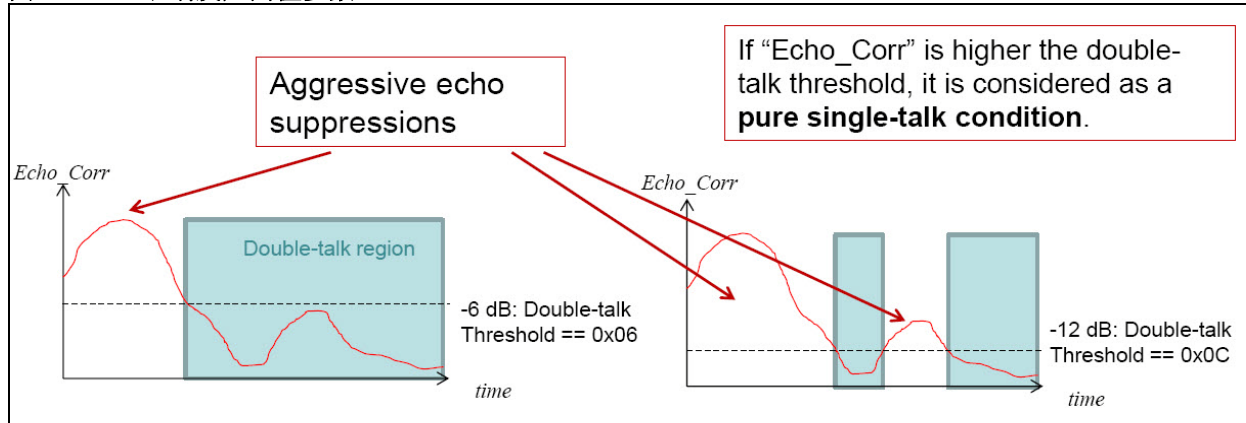 Aggressive echo
suppressions
If “Echo_Corr” is higher the double-
talk threshold, it is considered as a
pure single-talk condition.
Echo_Corr
Double-talk region
-6 dB: Double-talk
Threshold == 0x06
time
Echo_Corr
-12 dB: Double-talk
Threshold == 0x0C
time